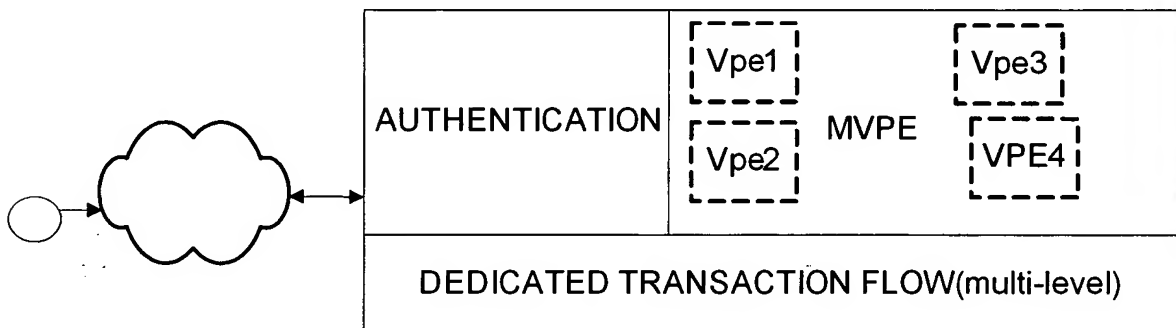 Vpe1
Vpe3
AUTHENTICATION
MVPE
Vpe2
VPE4
DEDICATED TRANSACTION FLOW(multi-level)